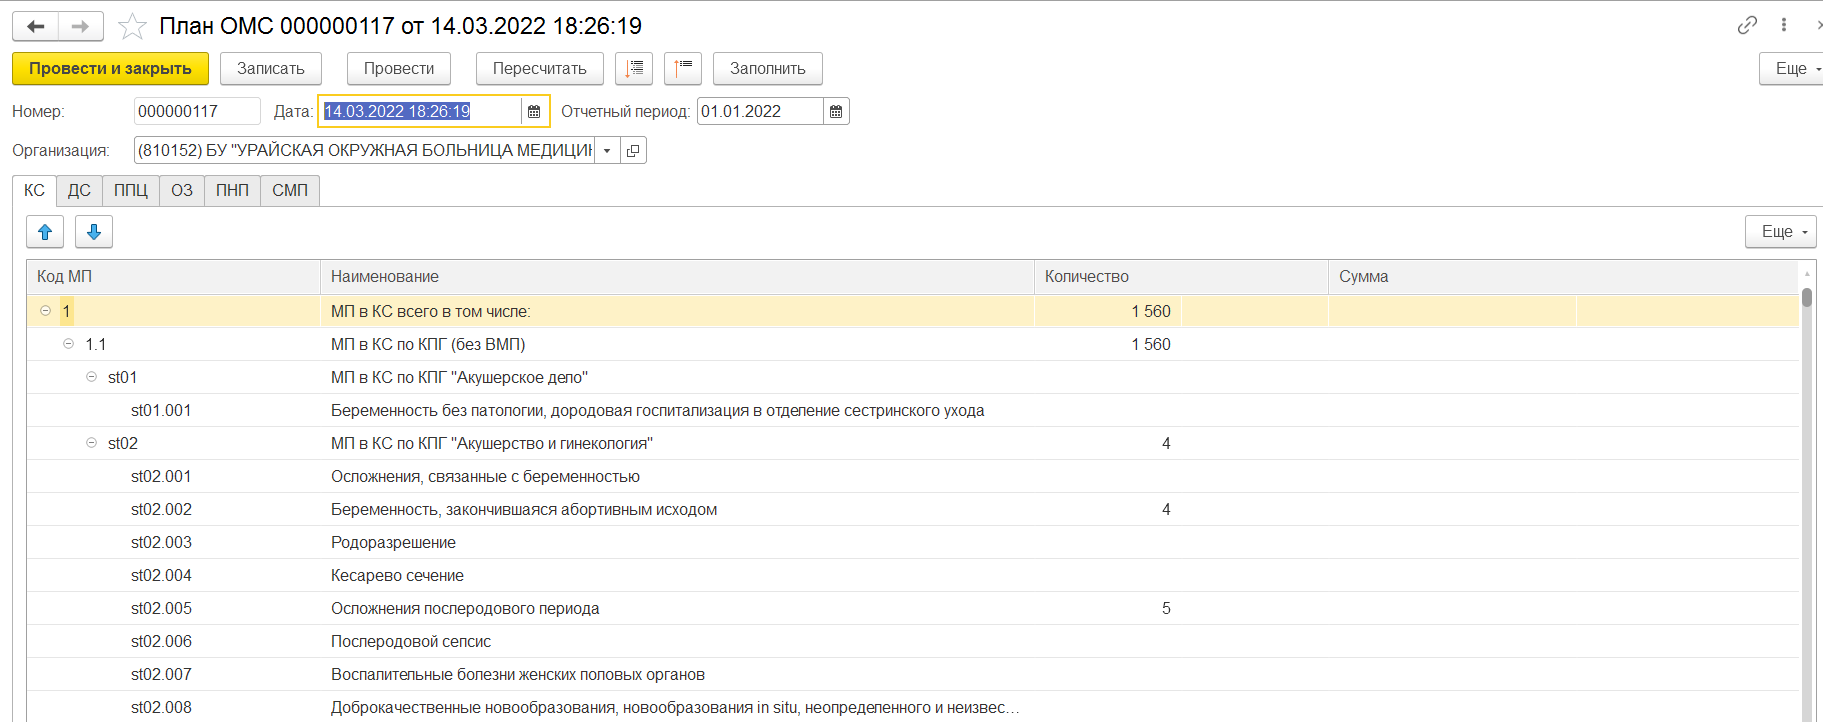 План ОМС 000000117 от 14.03.2022 18:26:19
Провести и закрыть Записать Провести Пересчитать Заполнить Еще
Номер: 000000117 Дата: 14.03.2022 18:26:19 Отчетный период: 01.01.2022
Организация: (810152) БУ "УРАЙСКАЯ ОКРУЖНАЯ БОЛЬНИЦА МЕДИЦИН
КС ДС ППЦ ОЗ ПНП СМП
Еще
Код МП Наименование Количество Сумма
1 МП в КС всего в том числе: 1 560
1.1 МП в КС по КПГ (без ВМП) 1 560
st01 МП в КС по КПГ "Акушерское дело"
st01.001 Беременность без патологии, дородовая госпитализация в отделение сестринского ухода
st02 МП в КС по КПГ "Акушерство и гинекология" 4
st02.001 Осложнения, связанные с беременностью
st02.002 Беременность, закончившаяся абортивным исходом 4
st02.003 Родоразрешение
st02.004 Кесарево сечение
st02.005 Осложнения послеродового периода 5
st02.006 Послеродовой сепсис
st02.007 Воспалительные болезни женских половых органов
st02.008 Доброкачественные новообразования, новообразования in situ, неопределенного и неизвес...